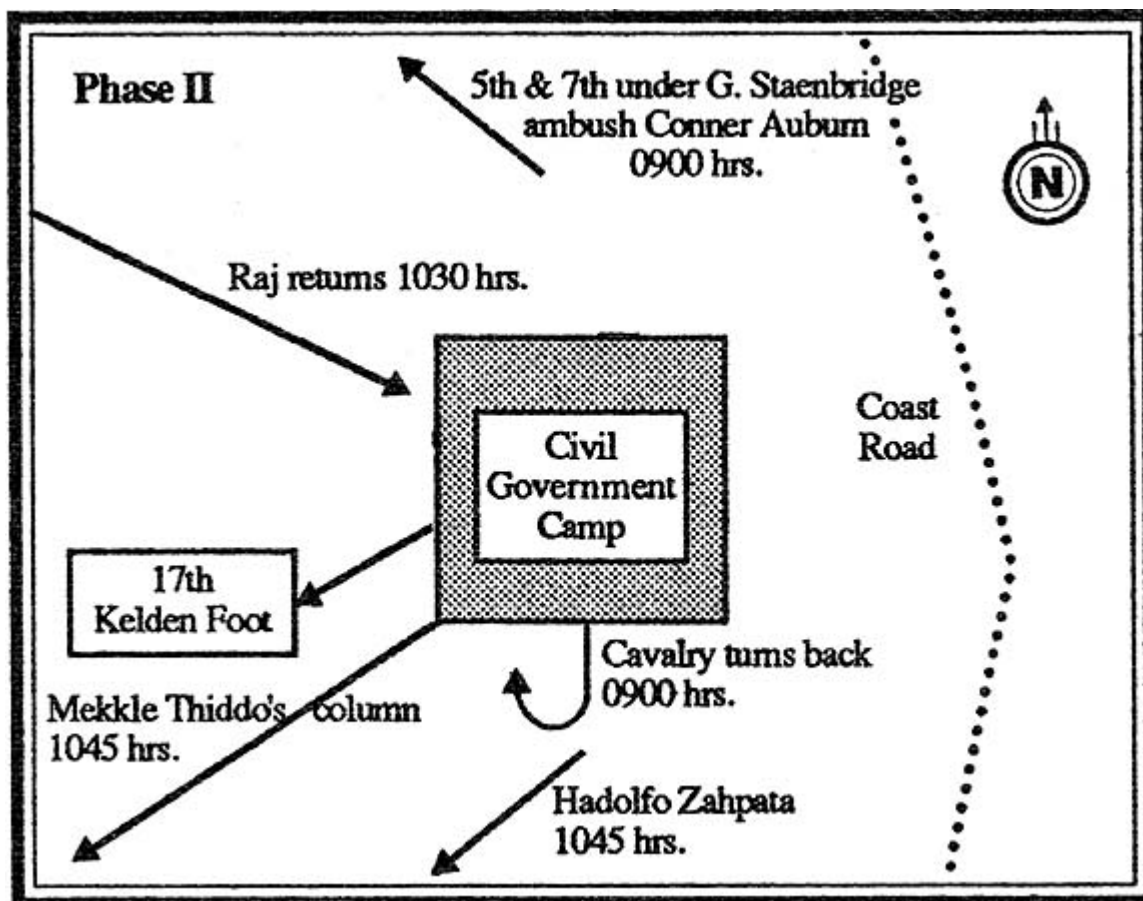 Phase II
5th & 7th under G. Staenbridge
ambush Conner Auburn
0900 hrs.
N
Raj returns 1030 hrs.
Coast
Road
Civil
Government
Camp
17th
Kelden Foot
Cavalry turns back
0900 hrs.
Mekkle Thiddo's column
1045 hrs.
Hadolfo Zahpata
1045 hrs.